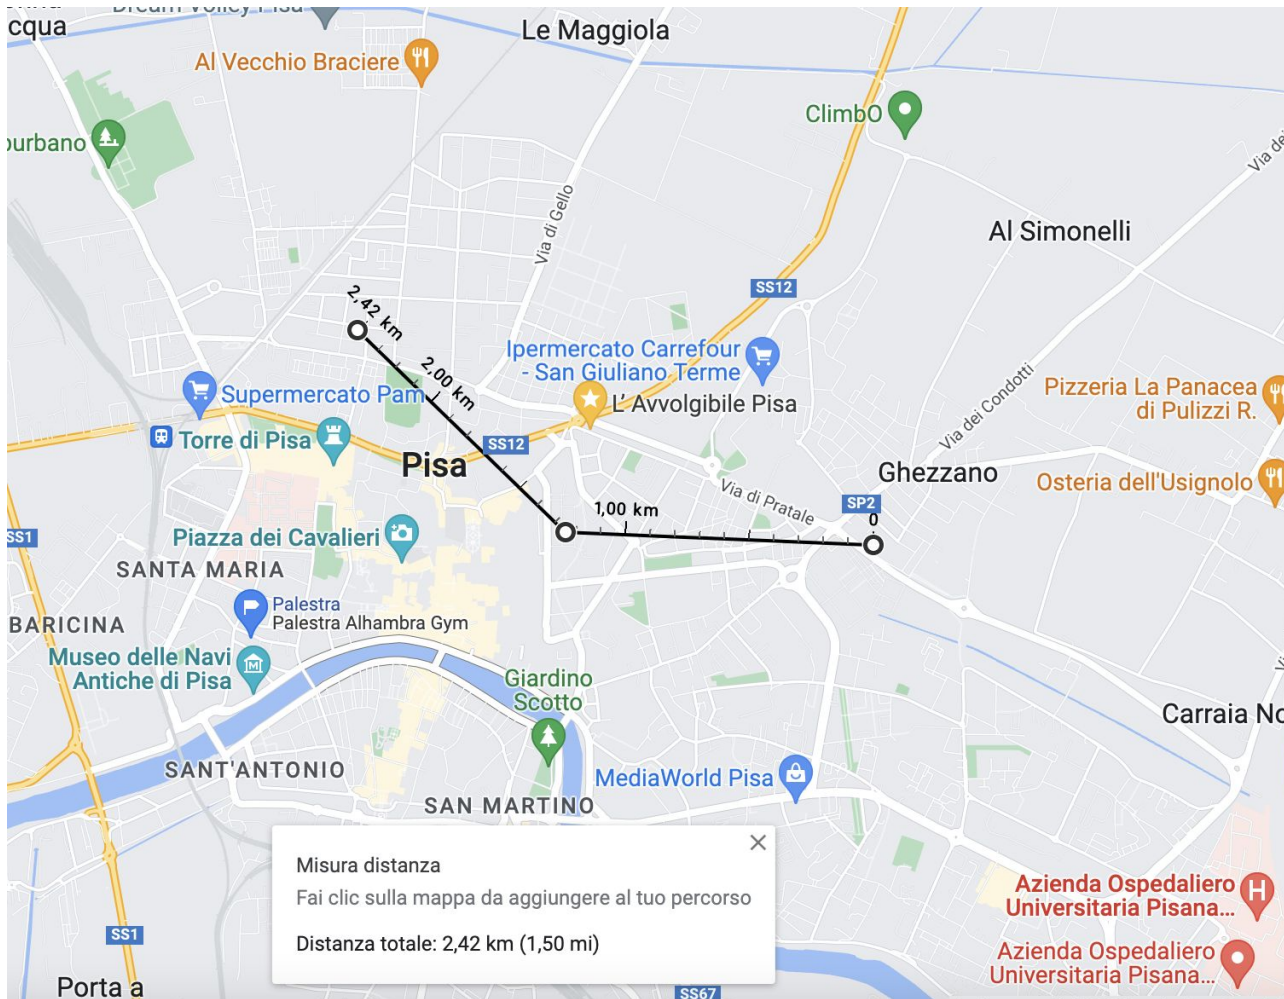 cqua
Dream Volley Pisa
Le Maggiola
Al Vecchio Braciere
ClimbO
ourbano
Via de
Via di Gello
Al Simonelli
SS12
2,42 km
Ipermercato Carrefour
- San Giuliano Terme
2,00 km
Supermercato Pam
L'Avvolgibile Pisa
Via dei Condotti
Pizzeria La Panacea
di Pulizzi R.
Torre di Pisa
SS12
Pisa
Ghezzano
Osteria dell'Usignolo
Via di Pratale
SP2
0
1,00 km
SS1
Piazza dei Cavalieri
SANTA MARIA
Palestra
Palestra Alhambra Gym
BARICINA
Museo delle Navi
Antiche di Pisa
Giardino
Scotto
Carraia No
SANT'ANTONIO
MediaWorld Pisa
SAN MARTINO
Misura distanza
Fai clic sulla mappa da aggiungere al tuo percorso
Distanza totale: 2,42 km (1,50 mi)
Azienda Ospedaliero
Universitaria Pisana...
SS1
Azienda Ospedaliero
Universitaria Pisana...
Porta a
SS67